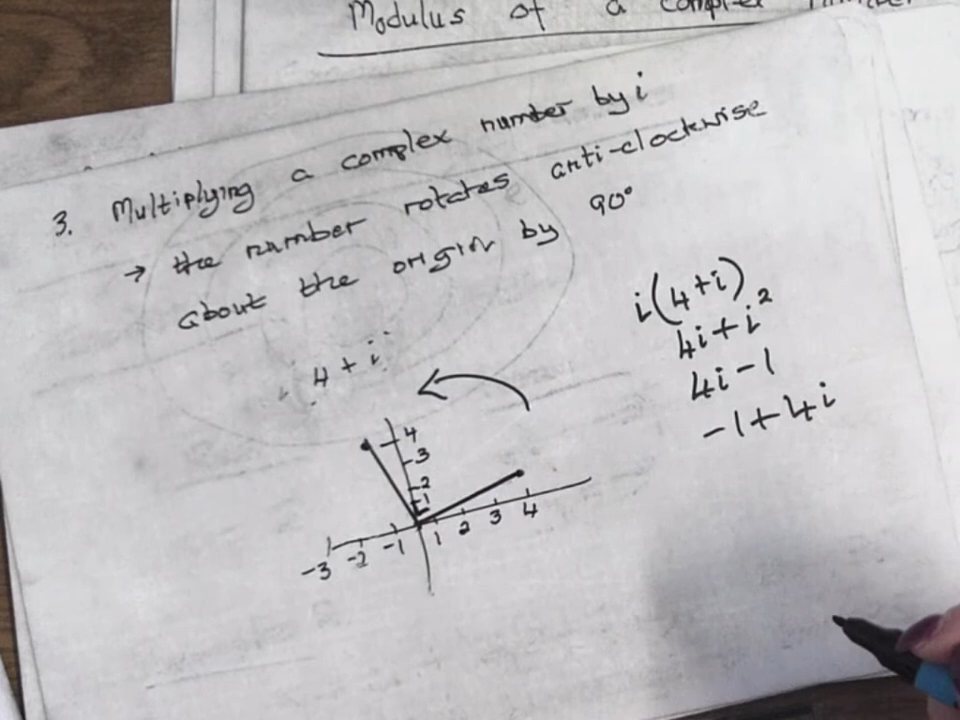 Modulus of a complex number
3. Multiplying a complex number by i
→ the number rotates anti-clockwise
about the origin by 90°
4 + i
i(4+i)
4i + i²
4i - 1
-1 + 4i
4
3
2
1
-3 -2 -1 1 2 3 4